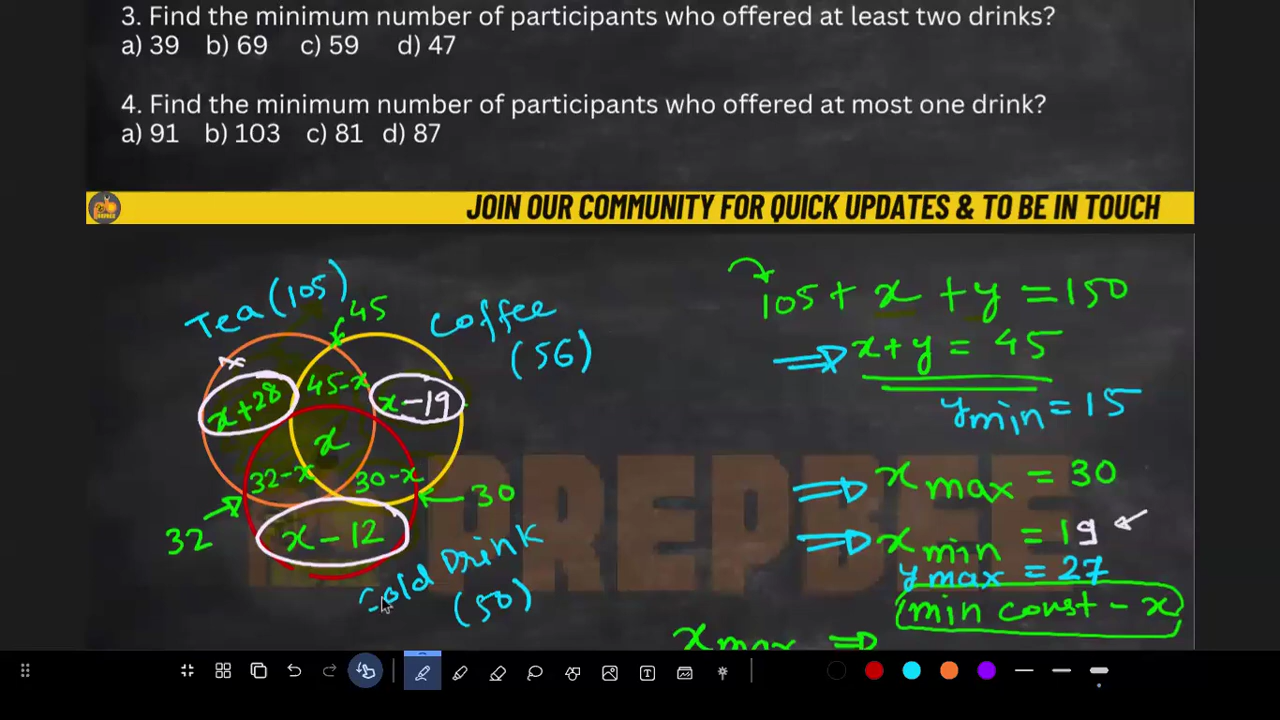 3. Find the minimum number of participants who offered at least two drinks?
a) 39 b) 69 c) 59 d) 47
4. Find the minimum number of participants who offered at most one drink?
a) 91 b) 103 c) 81 d) 87
JOIN OUR COMMUNITY FOR QUICK UPDATES & TO BE IN TOUCH
Tea (105)
45
Coffee
(56)
x+28
45-x
x-19
x
32-x
30-x
32
30
x-12
Cold Drink
(50)
105 + x + y = 150
⇒ x+y = 45
y min = 15
⇒ x max = 30
⇒ x min = 19 ←
y max = 27
(min const - x)
x max ⇒
PREPBEE